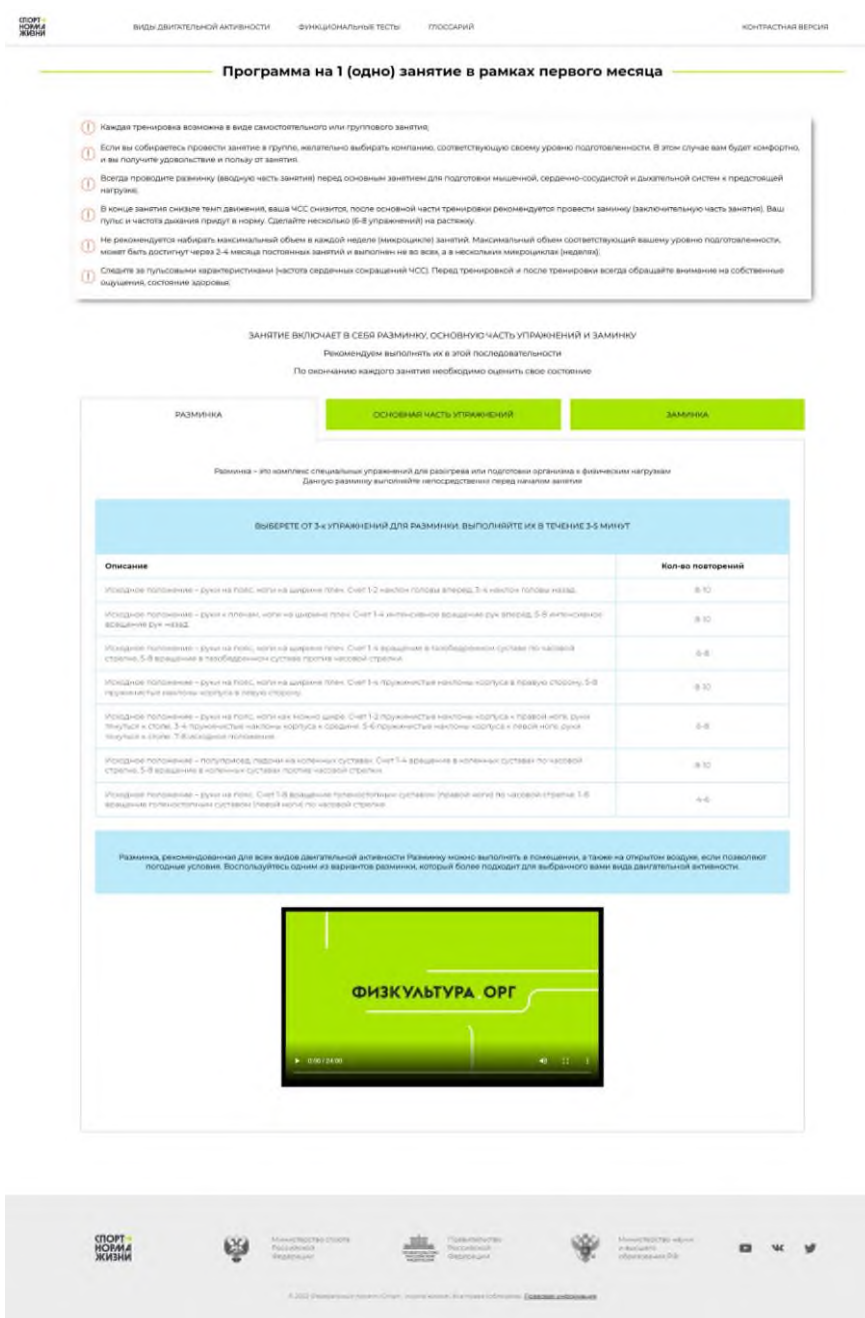 СПОРТ
НОРМА
ЖИЗНИ
ВИДЫ ДВИГАТЕЛЬНОЙ АКТИВНОСТИ
ФУНКЦИОНАЛЬНЫЕ ТЕСТЫ
ГЛОССАРИЙ
КОНТРАСТНАЯ ВЕРСИЯ
Программа на 1 (одно) занятие в рамках первого месяца
Каждая тренировка возможна в виде самостоятельного или группового занятия;
Если вы собираетесь провести занятие в группе, желательно выбирать компанию, соответствующую своему уровню подготовленности. В этом случае вам будет комфортно,
и вы получите удовольствие и пользу от занятия.
Всегда проводите разминку (вводную часть занятия) перед основным занятием для подготовки мышечной, сердечно-сосудистой и дыхательной систем к предстоящей
нагрузке;
В конце занятия снизьте темп движения, ваша ЧСС снизится, после основной части тренировки рекомендуется провести заминку (заключительную часть занятия). Ваш
пульс и частота дыхания придут в норму. Сделайте несколько (6-8 упражнений) на растяжку.
Не рекомендуется набирать максимальный объем в каждой неделе (микроцикле) занятий. Максимальный объем соответствующий вашему уровню подготовленности,
может быть достигнут через 2-4 месяца постоянных занятий и выполнен не во всех, а в нескольких микроциклах (неделях);
Следите за пульсовыми характеристиками (частота сердечных сокращений ЧСС). Перед тренировкой и после тренировки всегда обращайте внимание на собственные
ощущения, состояние здоровья;
ЗАНЯТИЕ ВКЛЮЧАЕТ В СЕБЯ РАЗМИНКУ, ОСНОВНУЮ ЧАСТЬ УПРАЖНЕНИЙ И ЗАМИНКУ
Рекомендуем выполнять их в этой последовательности
По окончанию каждого занятия необходимо оценить свое состояние
РАЗМИНКА
ОСНОВНАЯ ЧАСТЬ УПРАЖНЕНИЙ
ЗАМИНКА
Разминка – это комплекс специальных упражнений для разогрева или подготовки организма к физическим нагрузкам
Данную разминку выполняйте непосредственно перед началом занятия
ВЫБЕРЕТЕ ОТ 3-х УПРАЖНЕНИЙ ДЛЯ РАЗМИНКИ. ВЫПОЛНЯЙТЕ ИХ В ТЕЧЕНИЕ 3-5 МИНУТ
Описание
Кол-во повторений
Исходное положение – руки на пояс, ноги на ширине плеч. Счет 1-2 наклон головы вперед, 3-4 наклон головы назад.
8-10
Исходное положение – руки к плечам, ноги на ширине плеч. Счет 1-4 интенсивное вращение рук вперед, 5-8 интенсивное
вращение рук назад.
8-10
Исходное положение – руки на пояс, ноги на ширине плеч. Счет 1-4 вращение в тазобедренном суставе по часовой
стрелке, 5-8 вращение в тазобедренном суставе против часовой стрелки.
6-8
Исходное положение – руки на пояс, ноги на ширине плеч. Счет 1-4 пружинистые наклоны корпуса в правую сторону, 5-8
пружинистые наклоны корпуса в левую сторону.
8-10
Исходное положение – руки на пояс, ноги как можно шире. Счет 1-2 пружинистые наклоны корпуса к правой ноге, руки
тянуться к стопе, 3-4 пружинистые наклоны корпуса к средине. 5-6 пружинистые наклоны корпуса к левой ноге, руки
тянуться к стопе. 7-8 исходное положение.
6-8
Исходное положение – полуприсед, ладони на коленных суставах. Счет 1-4 вращение в коленных суставах по часовой
стрелке, 5-8 вращение в коленных суставах против часовой стрелки.
8-10
Исходное положение – руки на пояс. Счет 1-8 вращение голеностопным суставом (правой ноги) по часовой стрелке. 1-8
вращение голеностопным суставом (левой ноги) по часовой стрелке.
4-6
Разминка, рекомендованная для всех видов двигательной активности Разминку можно выполнять в помещении, а также на открытом воздухе, если позволяют
погодные условия. Воспользуйтесь одним из вариантов разминки, который более подходит для выбранного вами вида двигательной активности.
ФИЗКУЛЬТУРА.ОРГ
0:00 / 24:00
СПОРТ
НОРМА
ЖИЗНИ
Министерство спорта
Российской
Федерации
Правительство
Российской
Федерации
Министерство науки
и высшего
образования РФ
Правовая информация